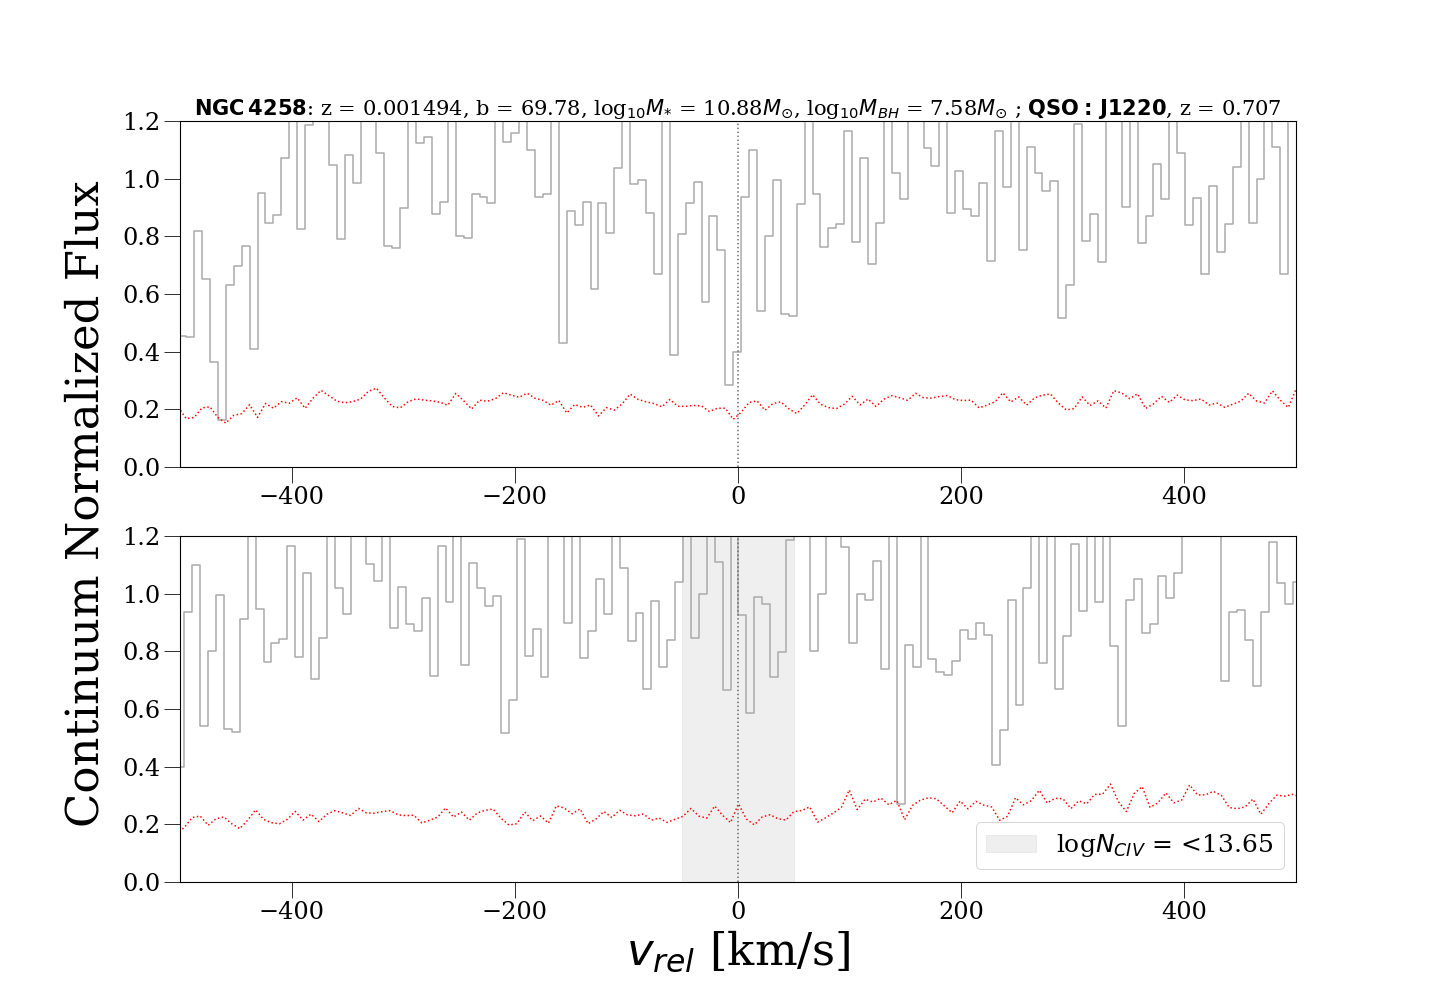 NGC 4258: z = 0.001494, b = 69.78, log₁₀M* = 10.88M⊙, log₁₀M_BH = 7.58M⊙ ; QSO : J1220, z = 0.707
Continuum Normalized Flux
1.2
1.0
0.8
0.6
0.4
0.2
0.0
−400 −200 0 200 400
1.2
1.0
0.8
0.6
0.4
0.2
0.0
logN_CIV = <13.65
−400 −200 0 200 400
v_rel [km/s]